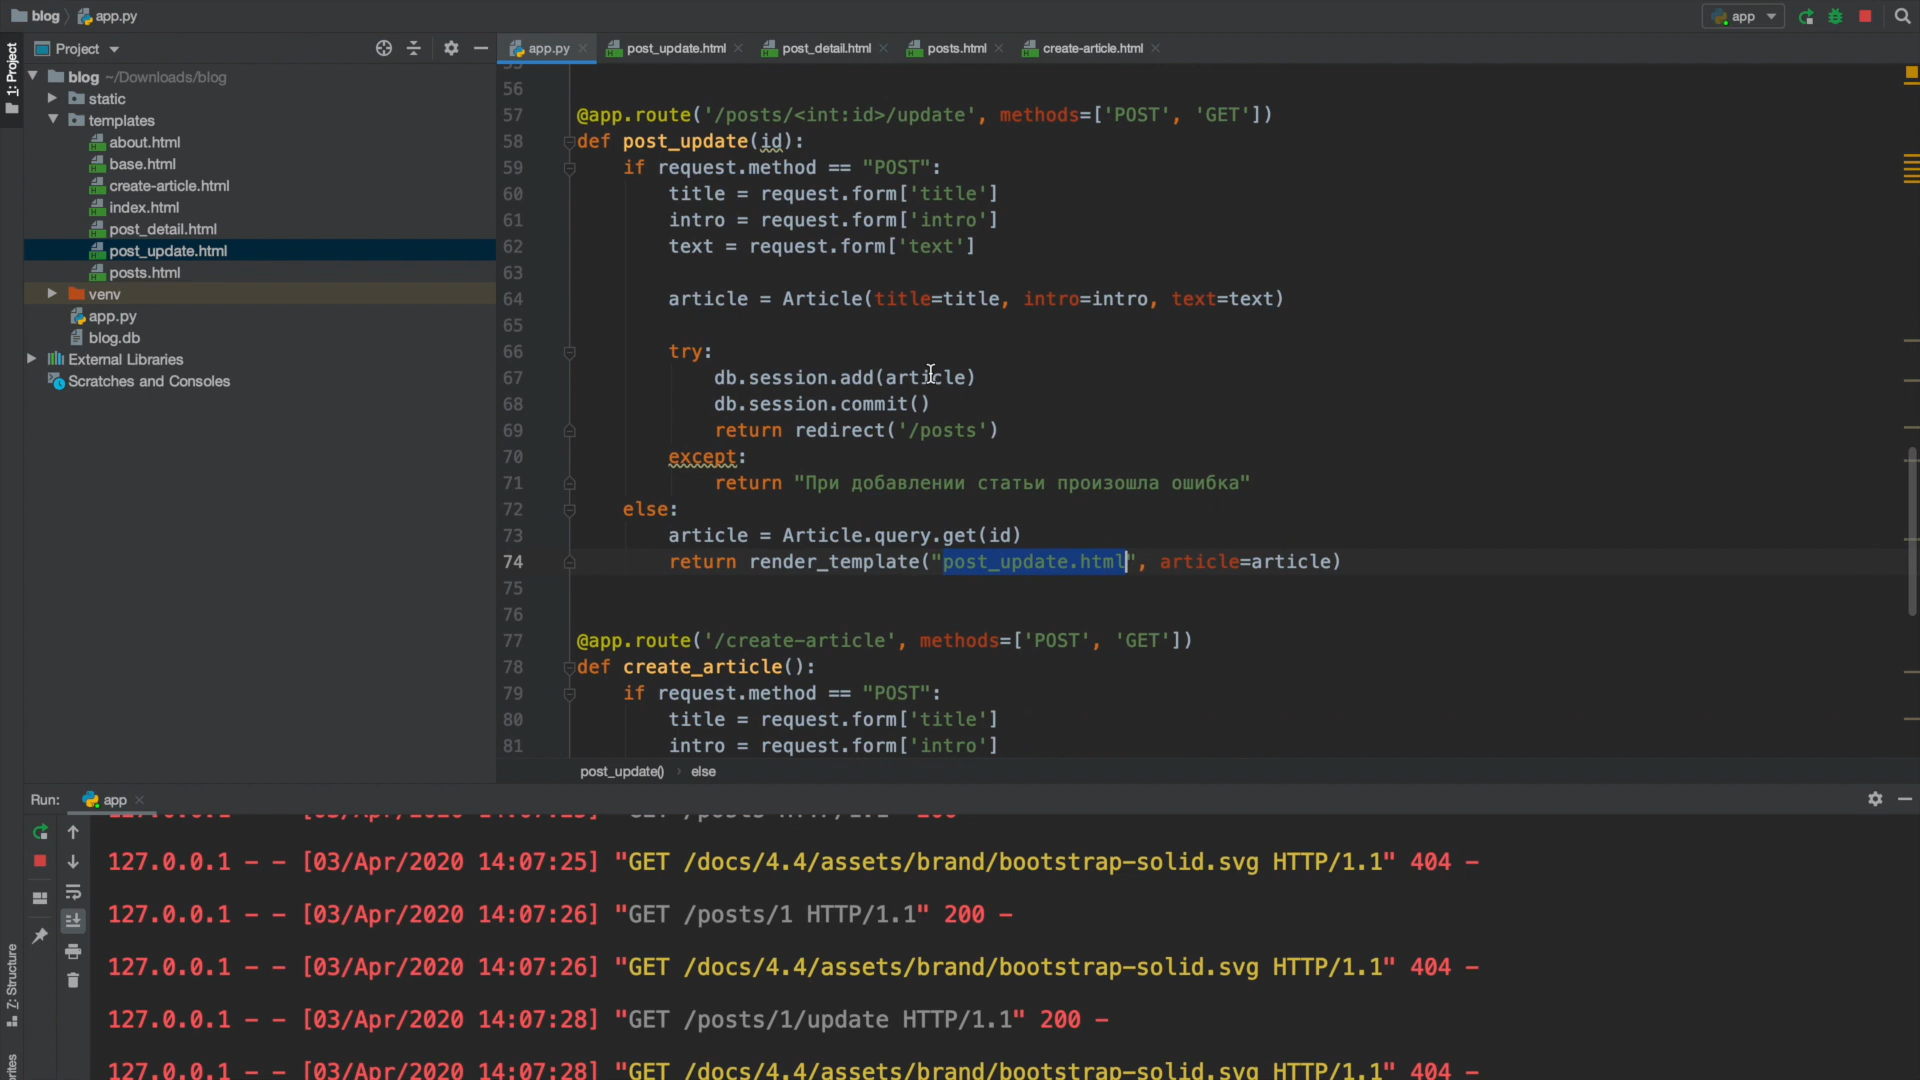 blog app.py
app
1: Project
Project
app.py post_update.html post_detail.html posts.html create-article.html
blog ~/Downloads/blog
static
templates
about.html
base.html
create-article.html
index.html
post_detail.html
post_update.html
posts.html
venv
app.py
blog.db
External Libraries
Scratches and Consoles
56
57 @app.route('/posts/<int:id>/update', methods=['POST', 'GET'])
58 def post_update(id):
59 if request.method == "POST":
60 title = request.form['title']
61 intro = request.form['intro']
62 text = request.form['text']
63
64 article = Article(title=title, intro=intro, text=text)
65
66 try:
67 db.session.add(article)
68 db.session.commit()
69 return redirect('/posts')
70 except:
71 return "При добавлении статьи произошла ошибка"
72 else:
73 article = Article.query.get(id)
74 return render_template("post_update.html", article=article)
75
76
77 @app.route('/create-article', methods=['POST', 'GET'])
78 def create_article():
79 if request.method == "POST":
80 title = request.form['title']
81 intro = request.form['intro']
post_update() › else
Run: app
127.0.0.1 - - [03/Apr/2020 14:07:25] "GET /docs/4.4/assets/brand/bootstrap-solid.svg HTTP/1.1" 404 -
127.0.0.1 - - [03/Apr/2020 14:07:26] "GET /posts/1 HTTP/1.1" 200 -
127.0.0.1 - - [03/Apr/2020 14:07:26] "GET /docs/4.4/assets/brand/bootstrap-solid.svg HTTP/1.1" 404 -
127.0.0.1 - - [03/Apr/2020 14:07:28] "GET /posts/1/update HTTP/1.1" 200 -
127.0.0.1 - - [03/Apr/2020 14:07:28] "GET /docs/4.4/assets/brand/bootstrap-solid.svg HTTP/1.1" 404 -
Z: Structure